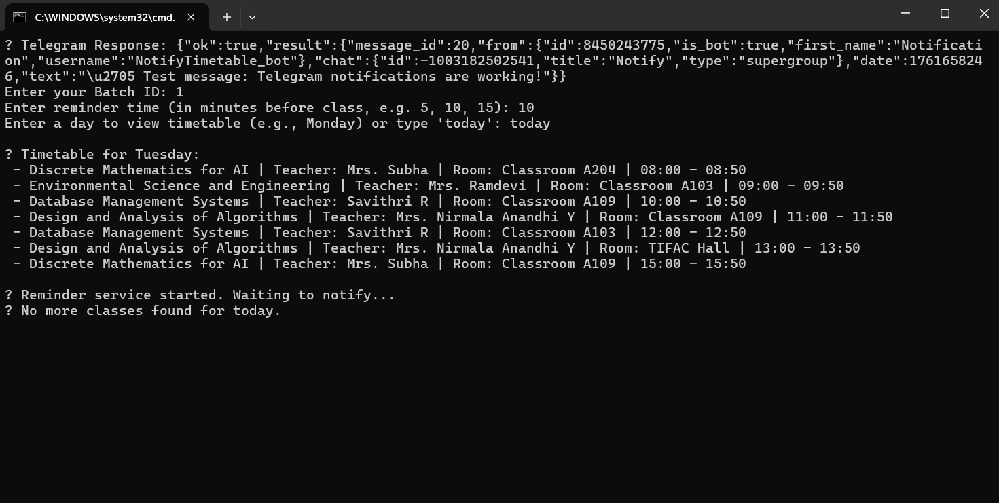 C:\WINDOWS\system32\cmd.
? Telegram Response: {"ok":true,"result":{"message_id":20,"from":{"id":8450243775,"is_bot":true,"first_name":"Notificati
on","username":"NotifyTimetable_bot"},"chat":{"id":-1003182502541,"title":"Notify","type":"supergroup"},"date":176165824
6,"text":"\u2705 Test message: Telegram notifications are working!"}}
Enter your Batch ID: 1
Enter reminder time (in minutes before class, e.g. 5, 10, 15): 10
Enter a day to view timetable (e.g., Monday) or type 'today': today
? Timetable for Tuesday:
- Discrete Mathematics for AI | Teacher: Mrs. Subha | Room: Classroom A204 | 08:00 - 08:50
- Environmental Science and Engineering | Teacher: Mrs. Ramdevi | Room: Classroom A103 | 09:00 - 09:50
- Database Management Systems | Teacher: Savithri R | Room: Classroom A109 | 10:00 - 10:50
- Design and Analysis of Algorithms | Teacher: Mrs. Nirmala Anandhi Y | Room: Classroom A109 | 11:00 - 11:50
- Database Management Systems | Teacher: Savithri R | Room: Classroom A103 | 12:00 - 12:50
- Design and Analysis of Algorithms | Teacher: Mrs. Nirmala Anandhi Y | Room: TIFAC Hall | 13:00 - 13:50
- Discrete Mathematics for AI | Teacher: Mrs. Subha | Room: Classroom A109 | 15:00 - 15:50
? Reminder service started. Waiting to notify...
? No more classes found for today.